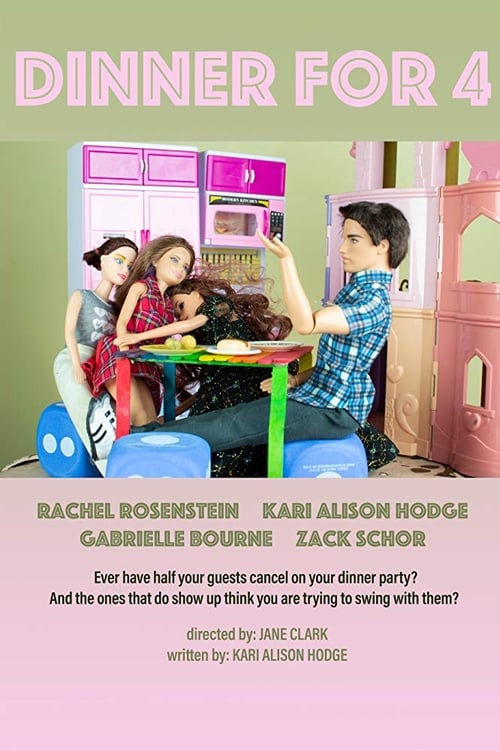 DINNER FOR 4
MODERN KITCHEN
RACHEL ROSENSTEIN KARI ALISON HODGE
GABRIELLE BOURNE ZACK SCHOR
Ever have half your guests cancel on your dinner party?
And the ones that do show up think you are trying to swing with them?
directed by: JANE CLARK
written by: KARI ALISON HODGE